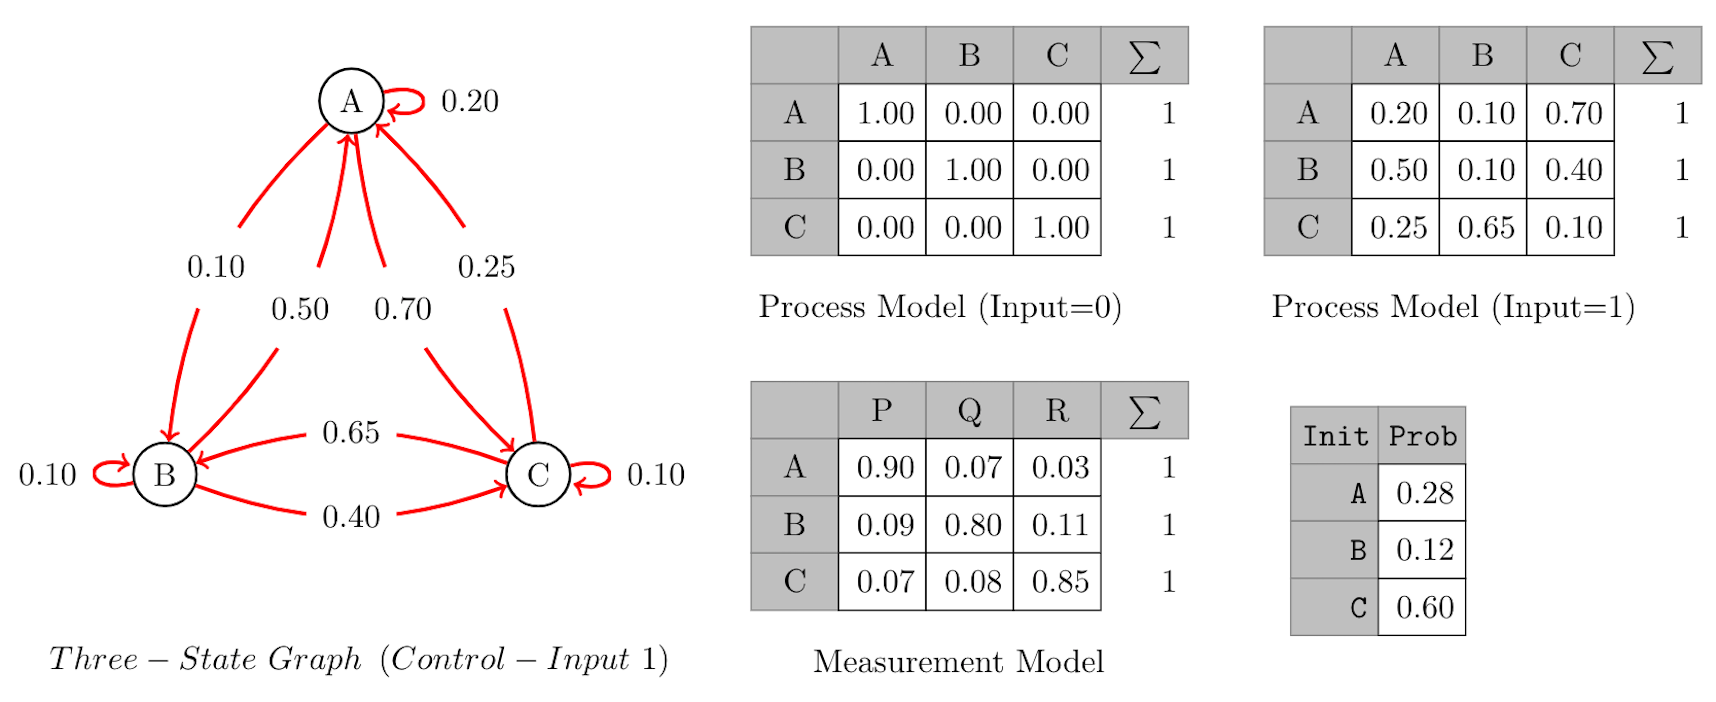 A 0.20
0.10 0.25
0.50 0.70
0.65
0.10 B C 0.10
0.40
Three − State Graph (Control − Input 1)
A B C ∑
A 1.00 0.00 0.00 1
B 0.00 1.00 0.00 1
C 0.00 0.00 1.00 1
Process Model (Input=0)
A B C ∑
A 0.20 0.10 0.70 1
B 0.50 0.10 0.40 1
C 0.25 0.65 0.10 1
Process Model (Input=1)
P Q R ∑
A 0.90 0.07 0.03 1
B 0.09 0.80 0.11 1
C 0.07 0.08 0.85 1
Measurement Model
Init Prob
A 0.28
B 0.12
C 0.60